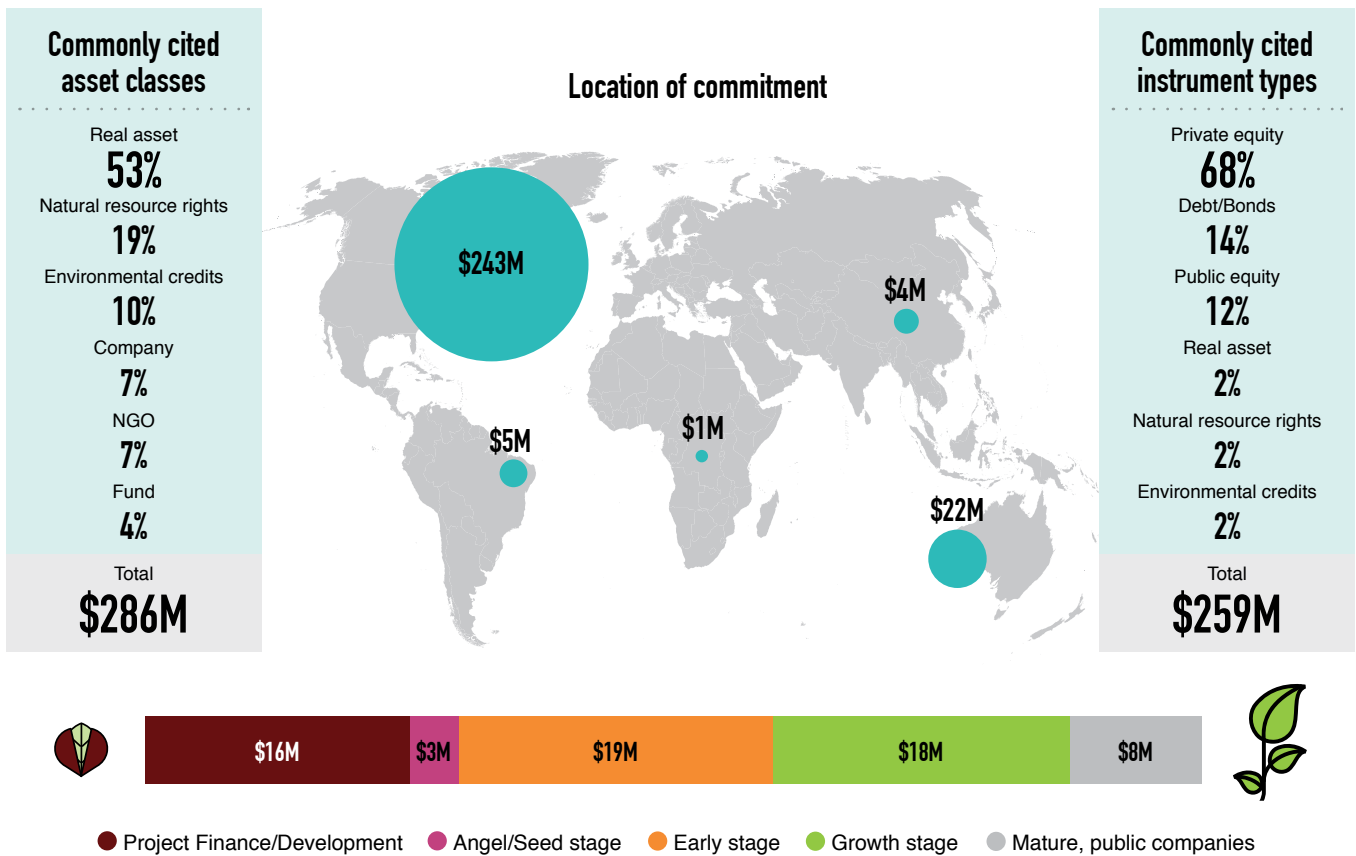 Commonly cited
asset classes
Real asset
53%
Natural resource rights
19%
Environmental credits
10%
Company
7%
NGO
7%
Fund
4%
Total
$286M
Location of commitment
$243M
$4M
$5M
$1M
$22M
Commonly cited
instrument types
Private equity
68%
Debt/Bonds
14%
Public equity
12%
Real asset
2%
Natural resource rights
2%
Environmental credits
2%
Total
$259M
$16M $3M $19M $18M $8M
Project Finance/Development Angel/Seed stage Early stage Growth stage Mature, public companies